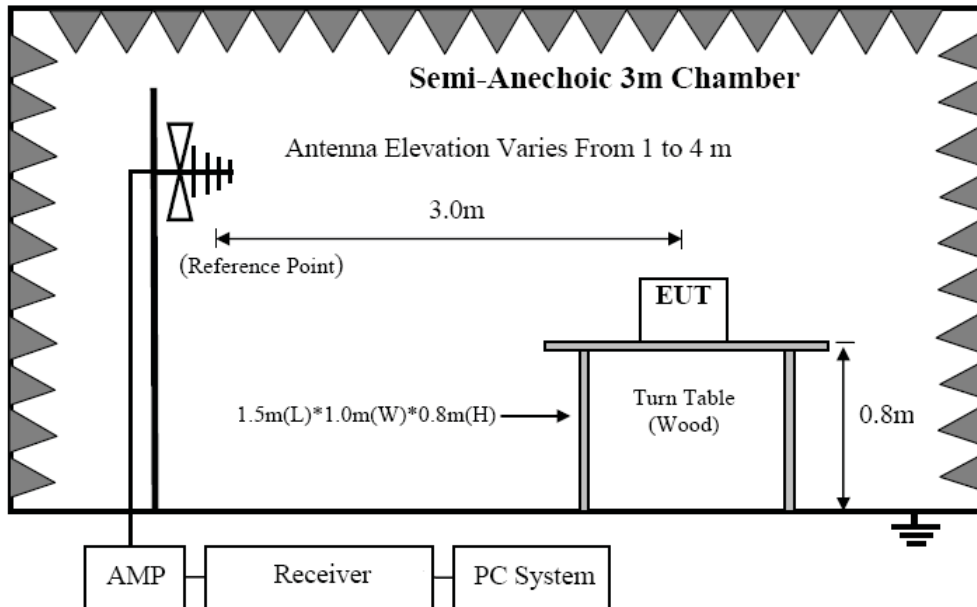 Semi-Anechoic 3m Chamber
Antenna Elevation Varies From 1 to 4 m
3.0m
(Reference Point)
EUT
1.5m(L)*1.0m(W)*0.8m(H)
Turn Table
(Wood)
0.8m
AMP
Receiver
PC System